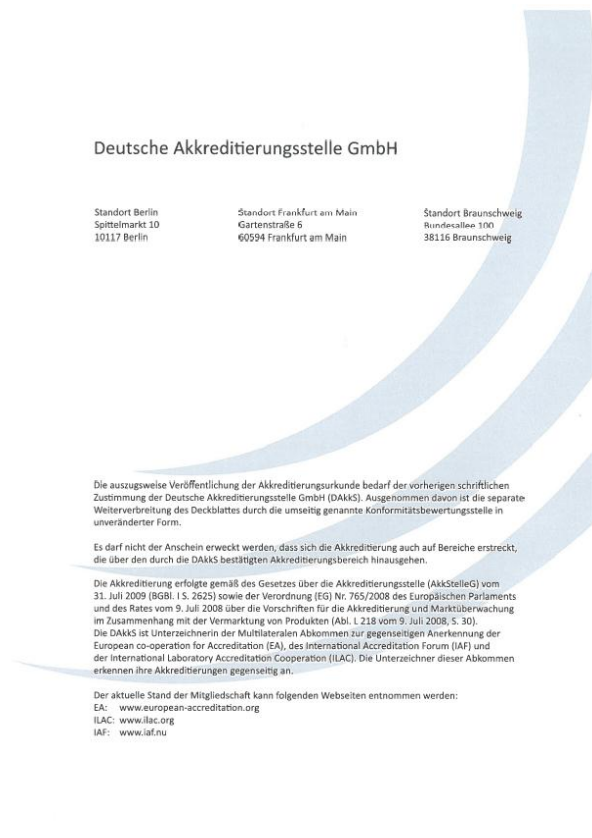 Deutsche Akkreditierungsstelle GmbH
Standort Berlin
Spittelmarkt 10
10117 Berlin
Standort Frankfurt am Main
Gartenstraße 6
60594 Frankfurt am Main
Standort Braunschweig
Bundesallee 100
38116 Braunschweig
Die auszugsweise Veröffentlichung der Akkreditierungsurkunde bedarf der vorherigen schriftlichen
Zustimmung der Deutsche Akkreditierungsstelle GmbH (DAkkS). Ausgenommen davon ist die separate
Weiterverbreitung des Deckblattes durch die umseitig genannte Konformitätsbewertungsstelle in
unveränderter Form.
Es darf nicht der Anschein erweckt werden, dass sich die Akkreditierung auch auf Bereiche erstreckt,
die über den durch die DAkkS bestätigten Akkreditierungsbereich hinausgehen.
Die Akkreditierung erfolgte gemäß des Gesetzes über die Akkreditierungsstelle (AkkStelleG) vom
31. Juli 2009 (BGBl. I S. 2625) sowie der Verordnung (EG) Nr. 765/2008 des Europäischen Parlaments
und des Rates vom 9. Juli 2008 über die Vorschriften für die Akkreditierung und Marktüberwachung
im Zusammenhang mit der Vermarktung von Produkten (Abl. L 218 vom 9. Juli 2008, S. 30).
Die DAkkS ist Unterzeichnerin der Multilateralen Abkommen zur gegenseitigen Anerkennung der
European co-operation for Accreditation (EA), des International Accreditation Forum (IAF) und
der International Laboratory Accreditation Cooperation (ILAC). Die Unterzeichner dieser Abkommen
erkennen ihre Akkreditierungen gegenseitig an.
Der aktuelle Stand der Mitgliedschaft kann folgenden Webseiten entnommen werden:
EA: www.european-accreditation.org
ILAC: www.ilac.org
IAF: www.iaf.nu